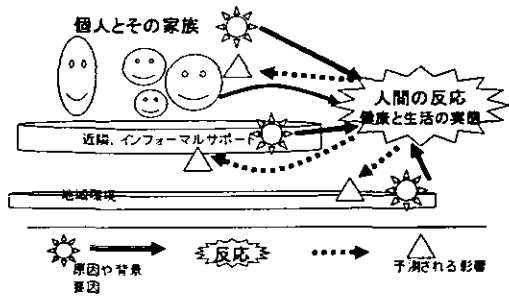 個人とその家族
人間の反応
健康と生活の実態
近隣、インフォーマルサポート
地域環境
原因や背景
要因
反応
予測される影響